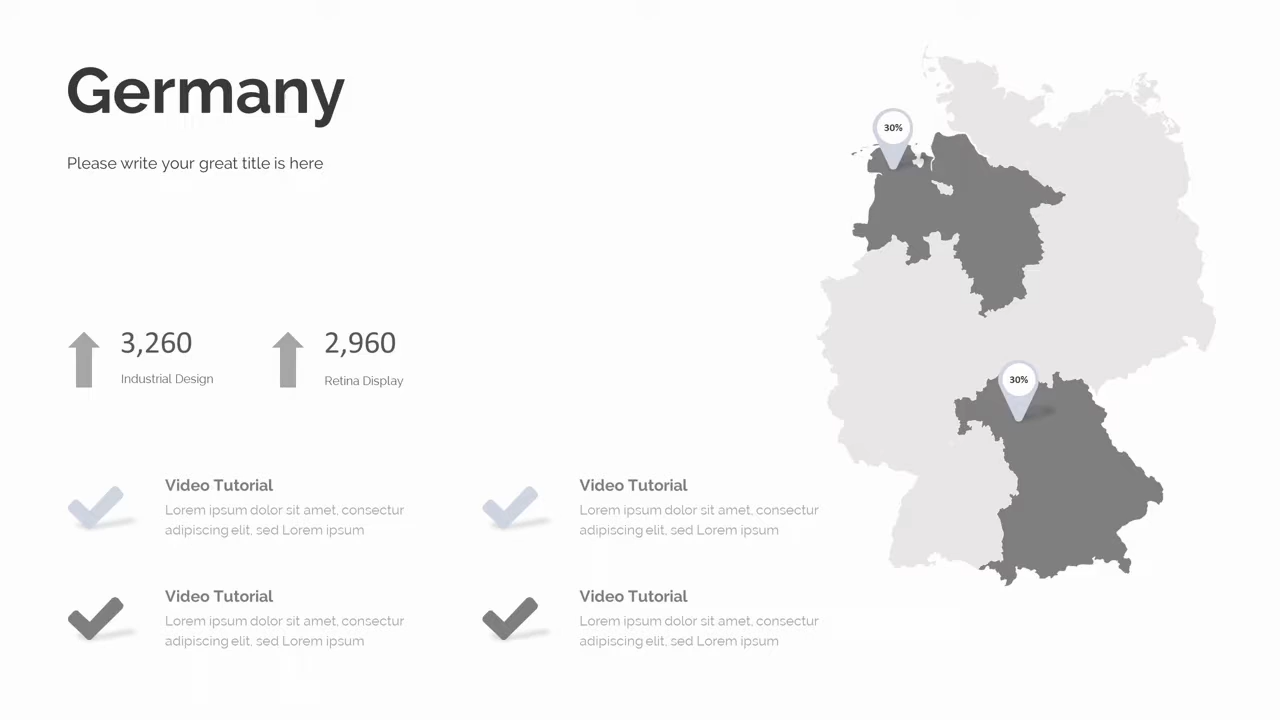 Germany
Please write your great title is here
30%
3,260
Industrial Design
2,960
Retina Display
30%
Video Tutorial
Lorem ipsum dolor sit amet, consectur
adipiscing elit, sed Lorem ipsum
Video Tutorial
Lorem ipsum dolor sit amet, consectur
adipiscing elit, sed Lorem ipsum
Video Tutorial
Lorem ipsum dolor sit amet, consectur
adipiscing elit, sed Lorem ipsum
Video Tutorial
Lorem ipsum dolor sit amet, consectur
adipiscing elit, sed Lorem ipsum